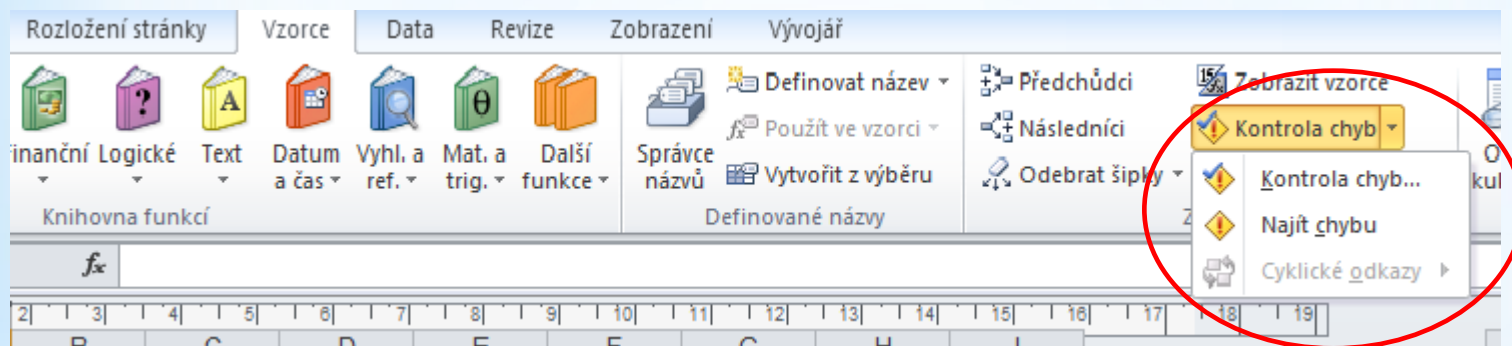 Rozložení stránky Vzorce Data Revize Zobrazení Vývojář
Definovat název Předchůdci Zobrazit vzorce
Použít ve vzorci Následníci Kontrola chyb
Logické Text Datum a čas Vyhl. a ref. Mat. a trig. Další funkce Správce názvů Vytvořit z výběru Odebrat šipky
Kontrola chyb...
Najít chybu
Cyklické odkazy
Knihovna funkcí Definované názvy
fx
2 3 4 5 6 7 8 9 10 11 12 13 14 15 16 17 18 19